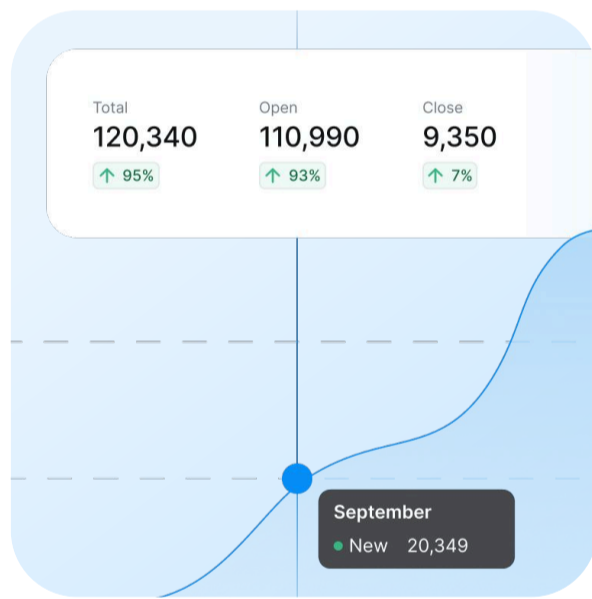 Total Open Close
120,340 110,990 9,350
↑ 95% ↑ 93% ↑ 7%
September
New 20,349